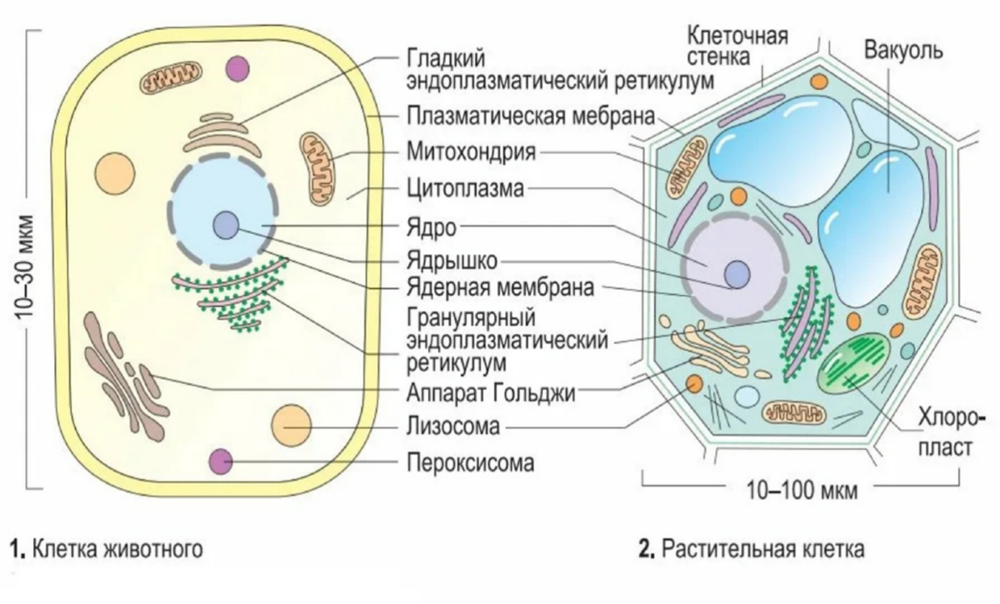 Гладкий
эндоплазматический ретикулум
Плазматическая мебрана
Митохондрия
Цитоплазма
Ядро
Ядрышко
Ядерная мембрана
Гранулярный
эндоплазматический
ретикулум
Аппарат Гольджи
Лизосома
Пероксисома
10–30 мкм
Клеточная
стенка
Вакуоль
Хлоро-
пласт
10–100 мкм
1. Клетка животного
2. Растительная клетка